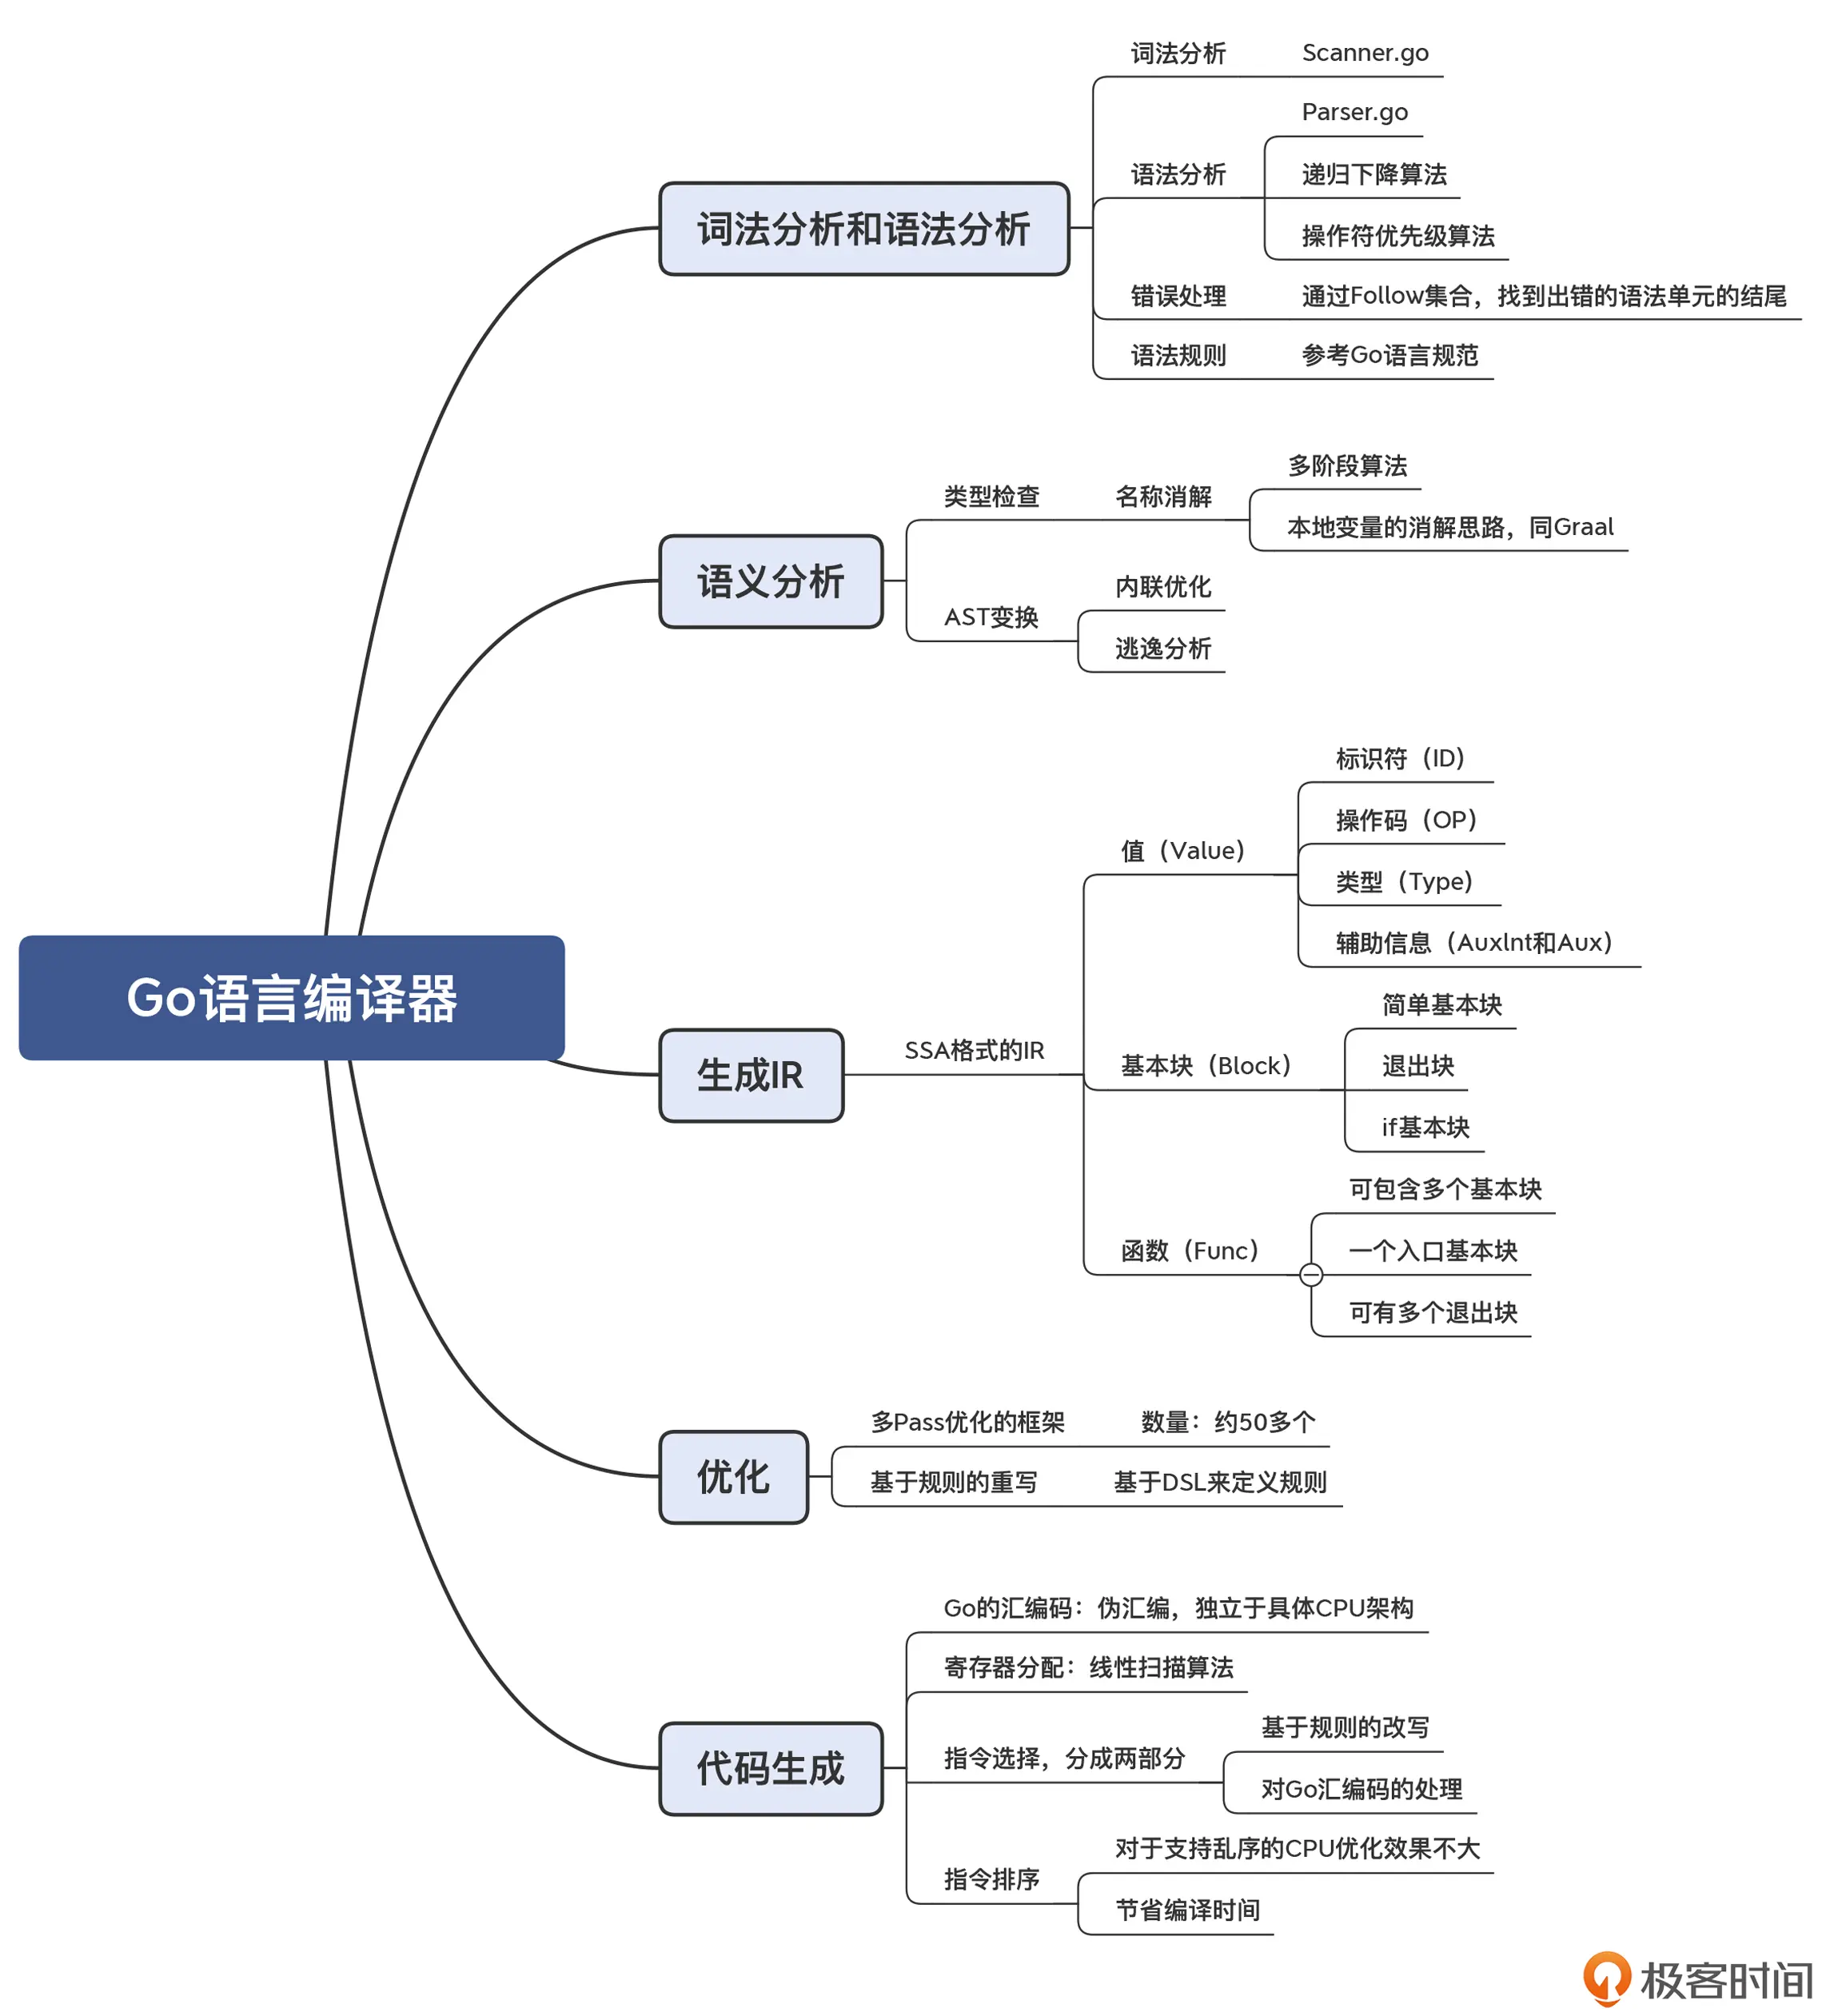 Go语言编译器
词法分析和语法分析
词法分析
Scanner.go
语法分析
Parser.go
递归下降算法
操作符优先级算法
错误处理
通过Follow集合，找到出错的语法单元的结尾
语法规则
参考Go语言规范
语义分析
类型检查
名称消解
多阶段算法
本地变量的消解思路，同Graal
AST变换
内联优化
逃逸分析
生成IR
SSA格式的IR
值（Value）
标识符（ID）
操作码（OP）
类型（Type）
辅助信息（AuxInt和Aux）
基本块（Block）
简单基本块
退出块
if基本块
函数（Func）
可包含多个基本块
一个入口基本块
可有多个退出块
优化
多Pass优化的框架
数量：约50多个
基于规则的重写
基于DSL来定义规则
代码生成
Go的汇编码：伪汇编，独立于具体CPU架构
寄存器分配：线性扫描算法
指令选择，分成两部分
基于规则的改写
对Go汇编码的处理
指令排序
对于支持乱序的CPU优化效果不大
节省编译时间
极客时间